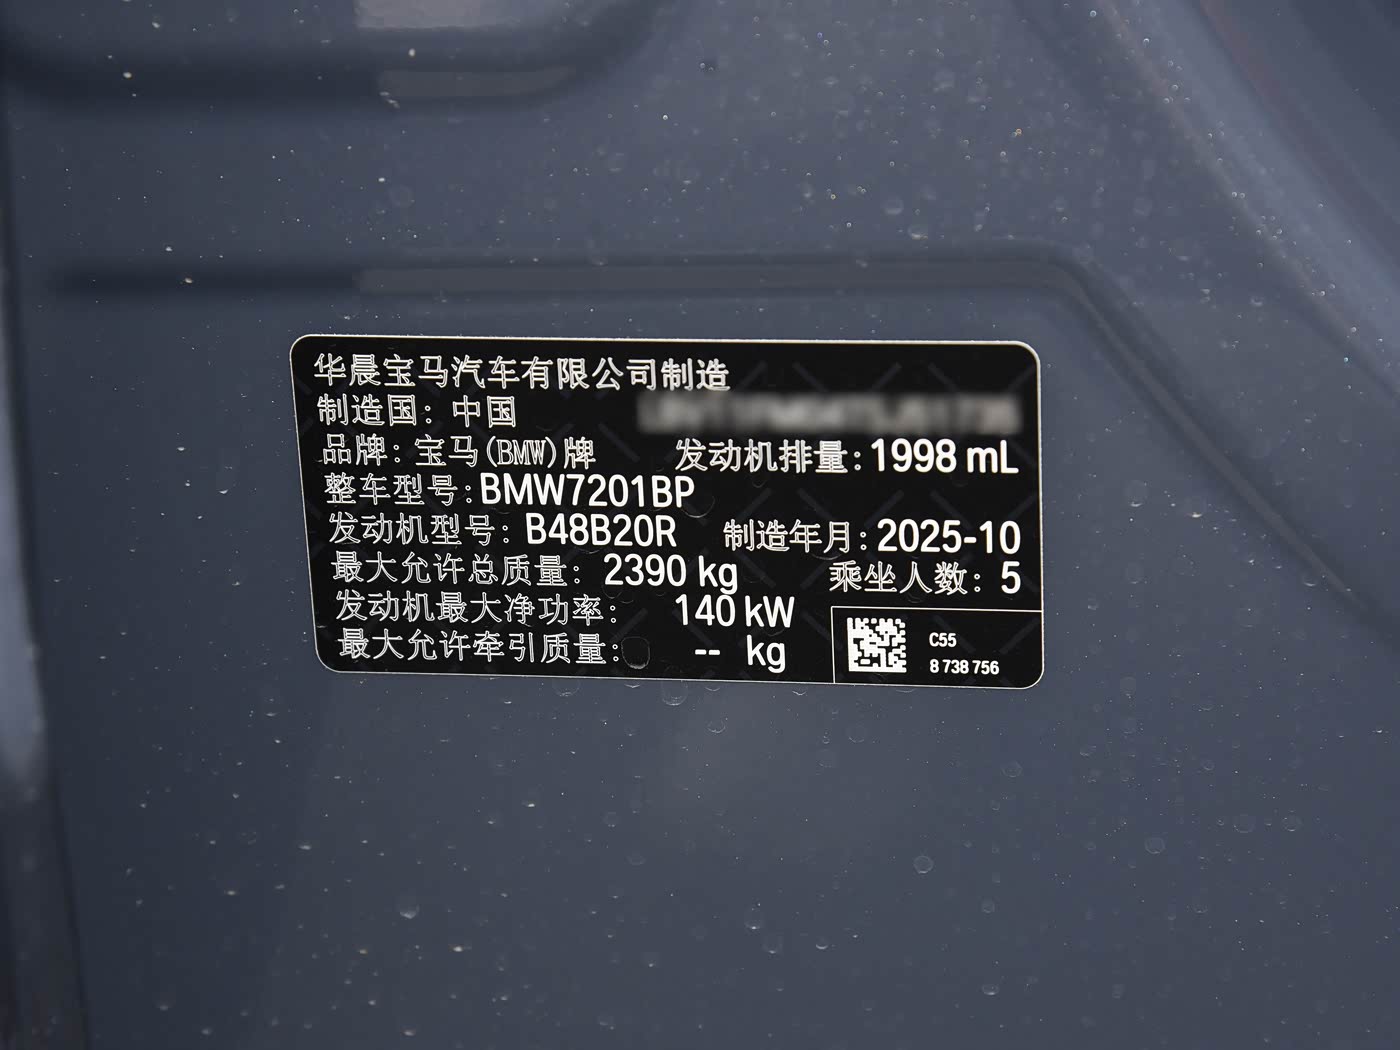 华晨宝马汽车有限公司制造
制造国：中国
品牌：宝马(BMW)牌 发动机排量：1998 mL
整车型号：BMW7201BP
发动机型号：B48B20R 制造年月：2025-10
最大允许总质量：2390 kg 乘坐人数：5
发动机最大净功率：140 kW
最大允许牵引质量：-- kg
C55
8 738 756